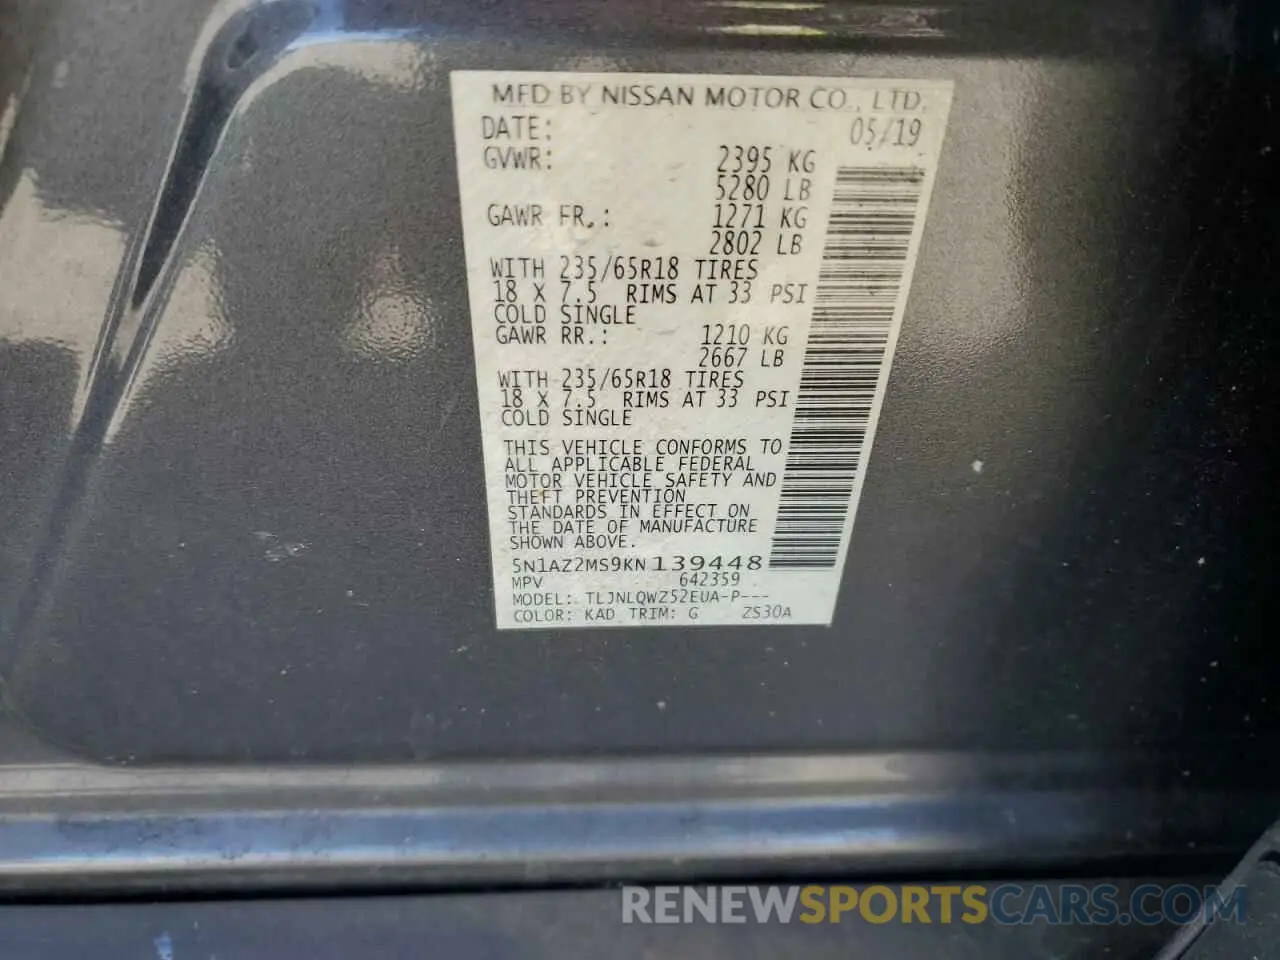 MFD BY NISSAN MOTOR CO., LTD.
DATE: 05/19
GVWR: 2395 KG
5280 LB
GAWR FR.: 1271 KG
2802 LB
WITH 235/65R18 TIRES
18 X 7.5 RIMS AT 33 PSI
COLD SINGLE
GAWR RR.: 1210 KG
2667 LB
WITH 235/65R18 TIRES
18 X 7.5 RIMS AT 33 PSI
COLD SINGLE
THIS VEHICLE CONFORMS TO
ALL APPLICABLE FEDERAL
MOTOR VEHICLE SAFETY AND
THEFT PREVENTION
STANDARDS IN EFFECT ON
THE DATE OF MANUFACTURE
SHOWN ABOVE.
5N1AZ2MS9KN139448
MPV 642359
MODEL: TLJNLQWZ52EUA-P---
COLOR: KAD TRIM: G ZS30A
RENEWSPORTSCARS.COM